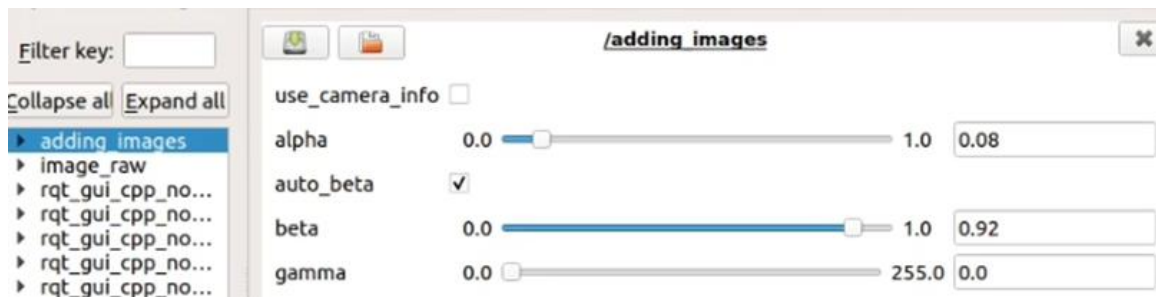 Filter key:
Collapse all
Expand all
adding_images
image_raw
rqt_gui_cpp_no...
rqt_gui_cpp_no...
rqt_gui_cpp_no...
rqt_gui_cpp_no...
rqt_gui_cpp_no...
/adding_images
use_camera_info
alpha 0.0 1.0 0.08
auto_beta
beta 0.0 1.0 0.92
gamma 0.0 255.0 0.0